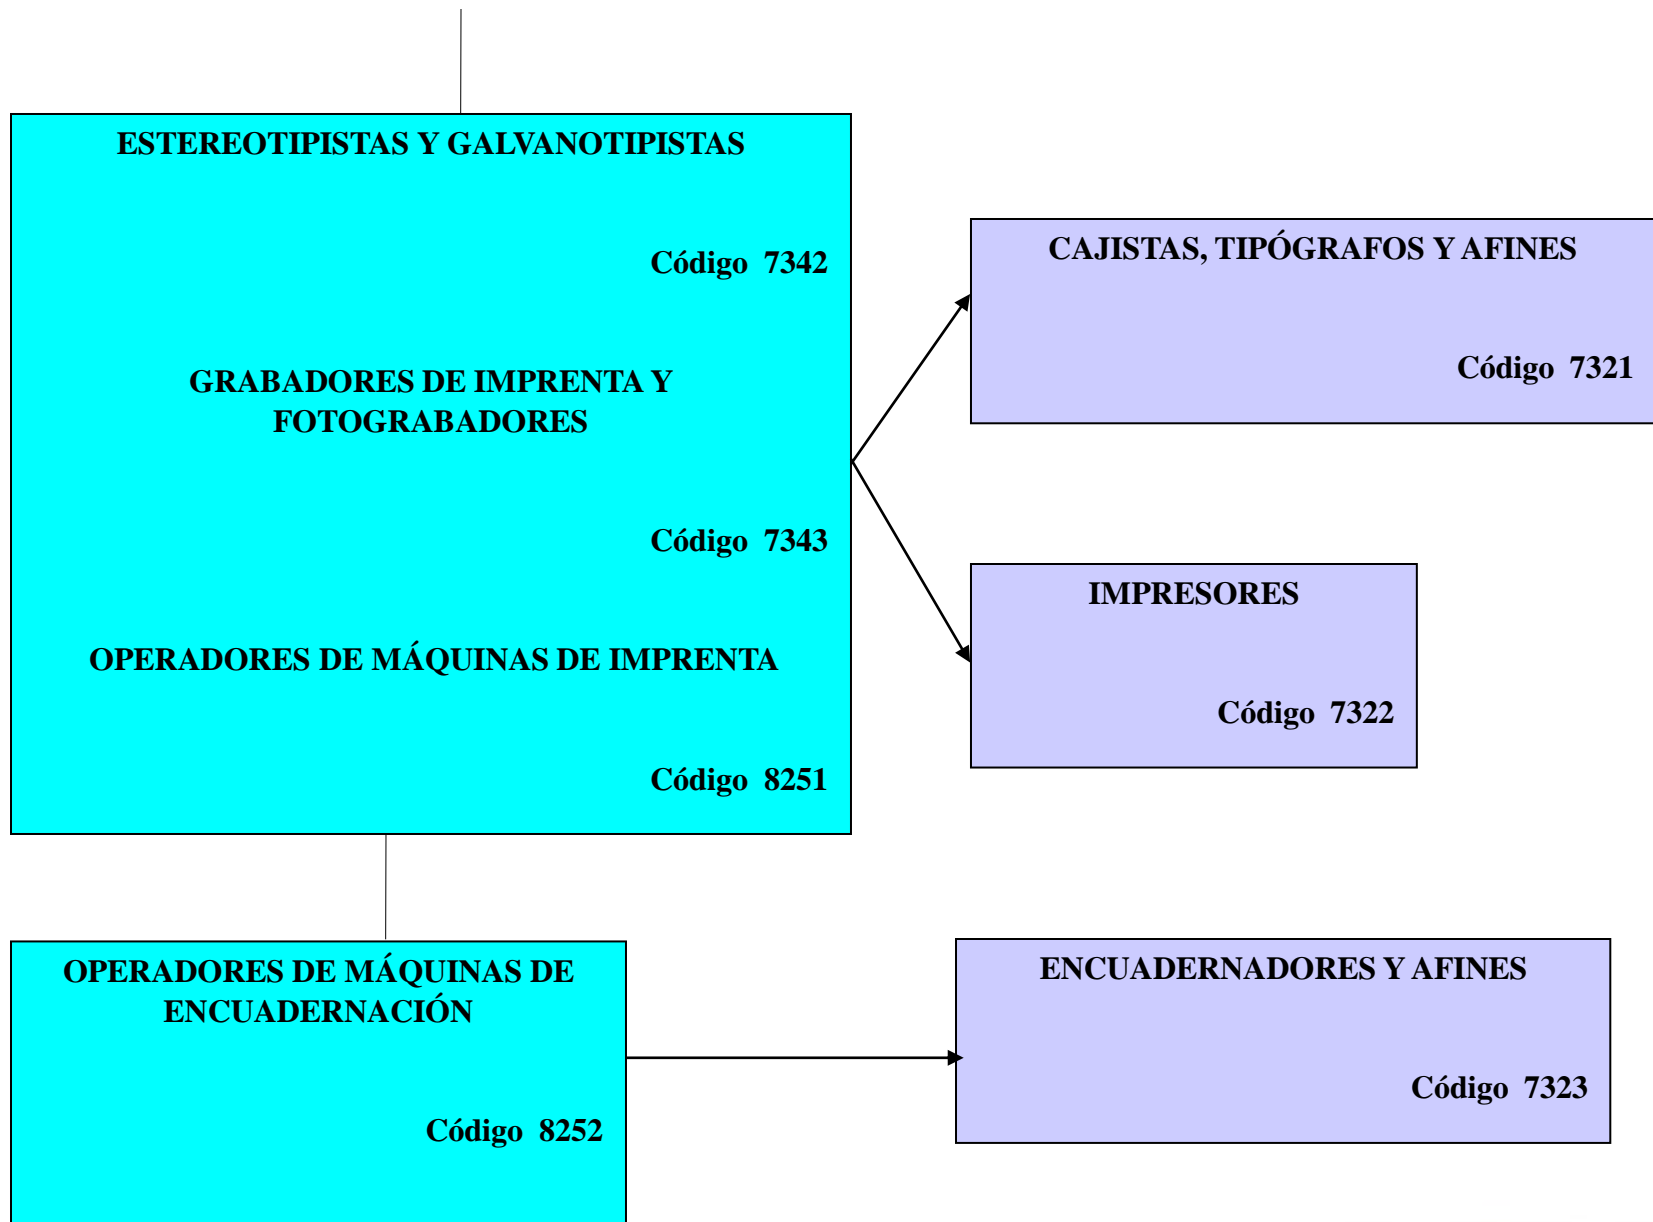 ESTEREOTIPISTAS Y GALVANOTIPISTAS
Código 7342
GRABADORES DE IMPRENTA Y
FOTOGRABADORES
Código 7343
OPERADORES DE MÁQUINAS DE IMPRENTA
Código 8251
CAJISTAS, TIPÓGRAFOS Y AFINES
Código 7321
IMPRESORES
Código 7322
OPERADORES DE MÁQUINAS DE
ENCUADERNACIÓN
Código 8252
ENCUADERNADORES Y AFINES
Código 7323